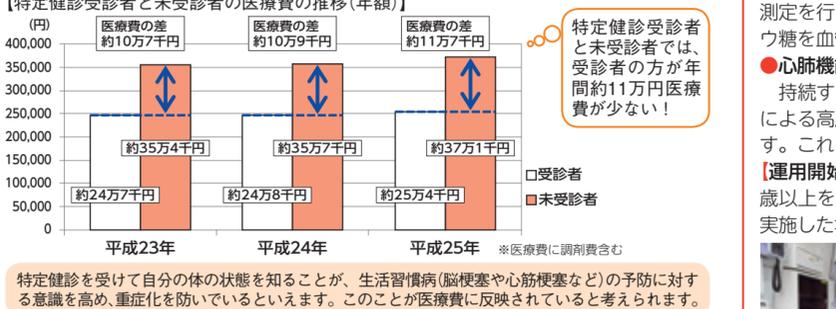 【特定健診受診者と未受診者の医療費の推移（年額）】
(円)
400,000
350,000
300,000
250,000
200,000
150,000
100,000
50,000
0
医療費の差
約10万7千円
医療費の差
約10万9千円
医療費の差
約11万7千円
約35万4千円
約35万7千円
約37万1千円
約24万7千円
約24万8千円
約25万4千円
平成23年
平成24年
平成25年
□受診者
■未受診者
※医療費に調剤費含む
特定健診受診者
と未受診者では、
受診者の方が年
間約11万円医療
費が少ない！
特定健診を受けて自分の体の状態を知ることが、生活習慣病（脳梗塞や心筋梗塞など）の予防に対す
る意識を高め、重症化を防いでいるといえます。このことが医療費に反映されていると考えられます。
測定を行
ウ糖を血
●心肺機
持続す
による高
す。これ
【運用開始
歳以上を
実施した